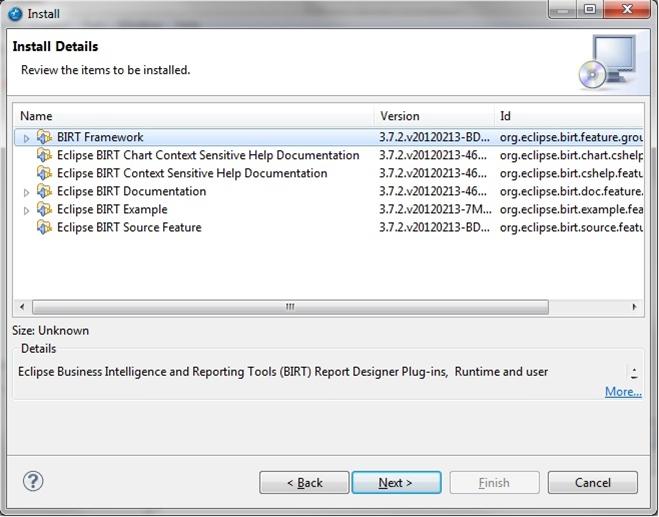 Install
Install Details
Review the items to be installed.
Name Version Id
BIRT Framework 3.7.2.v20120213-BD... org.eclipse.birt.feature.grou
Eclipse BIRT Chart Context Sensitive Help Documentation 3.7.2.v20120213-46... org.eclipse.birt.chart.cshelp
Eclipse BIRT Context Sensitive Help Documentation 3.7.2.v20120213-46... org.eclipse.birt.cshelp.featu
Eclipse BIRT Documentation 3.7.2.v20120213-46... org.eclipse.birt.doc.feature.
Eclipse BIRT Example 3.7.2.v20120213-7M... org.eclipse.birt.example.fea
Eclipse BIRT Source Feature 3.7.2.v20120213-BD... org.eclipse.birt.source.featu
Size: Unknown
Details
Eclipse Business Intelligence and Reporting Tools (BIRT) Report Designer Plug-ins, Runtime and user
More...
? < Back Next > Finish Cancel